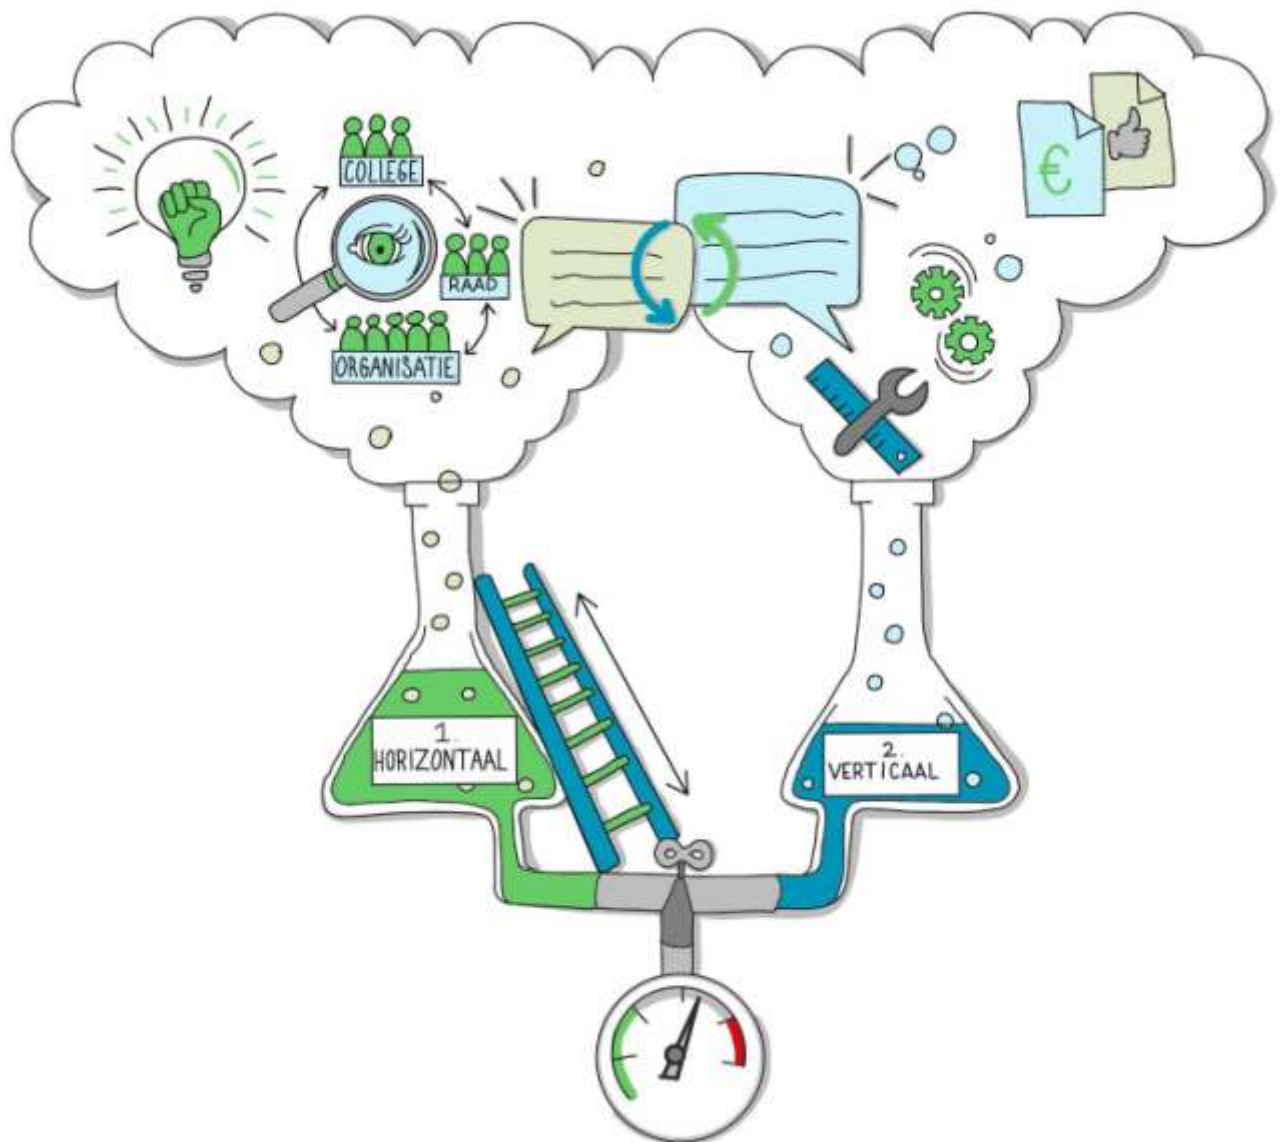 COLLEGE
RAAD
ORGANISATIE
€
1.
HORIZONTAAL
2.
VERTICAAL